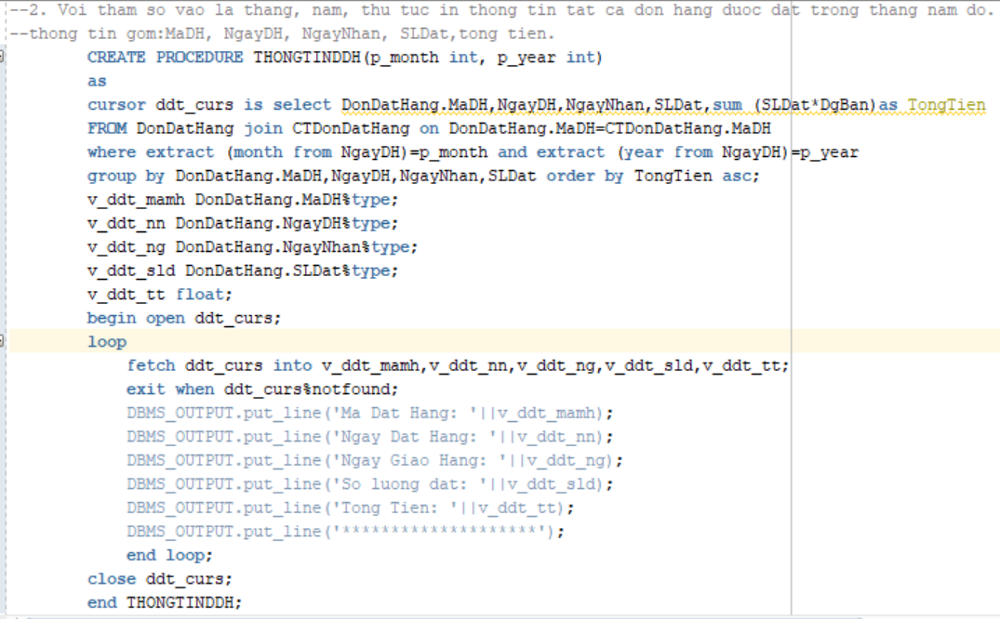 --2. Voi tham so vao la thang, nam, thu tuc in thong tin tat ca don hang duoc dat trong thang nam do.
--thong tin gom:MaDH, NgayDH, NgayNhan, SLDat,tong tien.
CREATE PROCEDURE THONGTINDDH(p_month int, p_year int)
as
cursor ddt_curs is select DonDatHang.MaDH,NgayDH,NgayNhan,SLDat,sum (SLDat*DgBan)as TongTien
FROM DonDatHang join CTDonDatHang on DonDatHang.MaDH=CTDonDatHang.MaDH
where extract (month from NgayDH)=p_month and extract (year from NgayDH)=p_year
group by DonDatHang.MaDH,NgayDH,NgayNhan,SLDat order by TongTien asc;
v_ddt_mamh DonDatHang.MaDH%type;
v_ddt_nn DonDatHang.NgayDH%type;
v_ddt_ng DonDatHang.NgayNhan%type;
v_ddt_sld DonDatHang.SLDat%type;
v_ddt_tt float;
begin open ddt_curs;
loop
fetch ddt_curs into v_ddt_mamh,v_ddt_nn,v_ddt_ng,v_ddt_sld,v_ddt_tt;
exit when ddt_curs%notfound;
DBMS_OUTPUT.put_line('Ma Dat Hang: '||v_ddt_mamh);
DBMS_OUTPUT.put_line('Ngay Dat Hang: '||v_ddt_nn);
DBMS_OUTPUT.put_line('Ngay Giao Hang: '||v_ddt_ng);
DBMS_OUTPUT.put_line('So luong dat: '||v_ddt_sld);
DBMS_OUTPUT.put_line('Tong Tien: '||v_ddt_tt);
DBMS_OUTPUT.put_line('********************');
end loop;
close ddt_curs;
end THONGTINDDH;